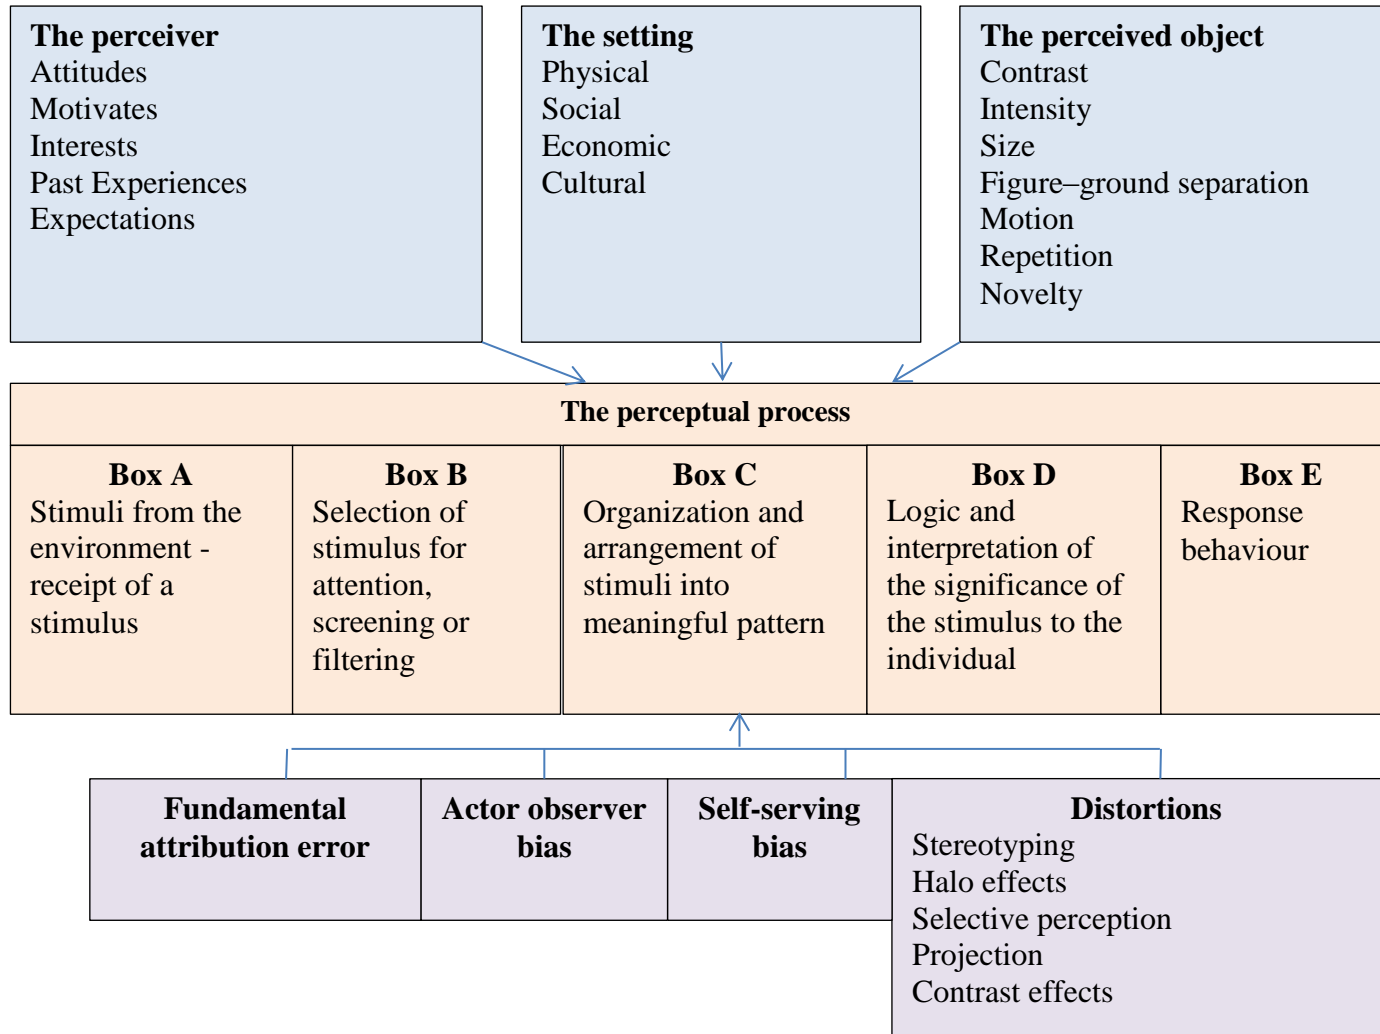 The perceiver
Attitudes
Motivates
Interests
Past Experiences
Expectations
The setting
Physical
Social
Economic
Cultural
The perceived object
Contrast
Intensity
Size
Figure–ground separation
Motion
Repetition
Novelty
The perceptual process
Box A
Stimuli from the
environment -
receipt of a
stimulus
Box B
Selection of
stimulus for
attention,
screening or
filtering
Box C
Organization and
arrangement of
stimuli into
meaningful pattern
Box D
Logic and
interpretation of
the significance of
the stimulus to the
individual
Box E
Response
behaviour
Fundamental
attribution error
Actor observer
bias
Self-serving
bias
Distortions
Stereotyping
Halo effects
Selective perception
Projection
Contrast effects